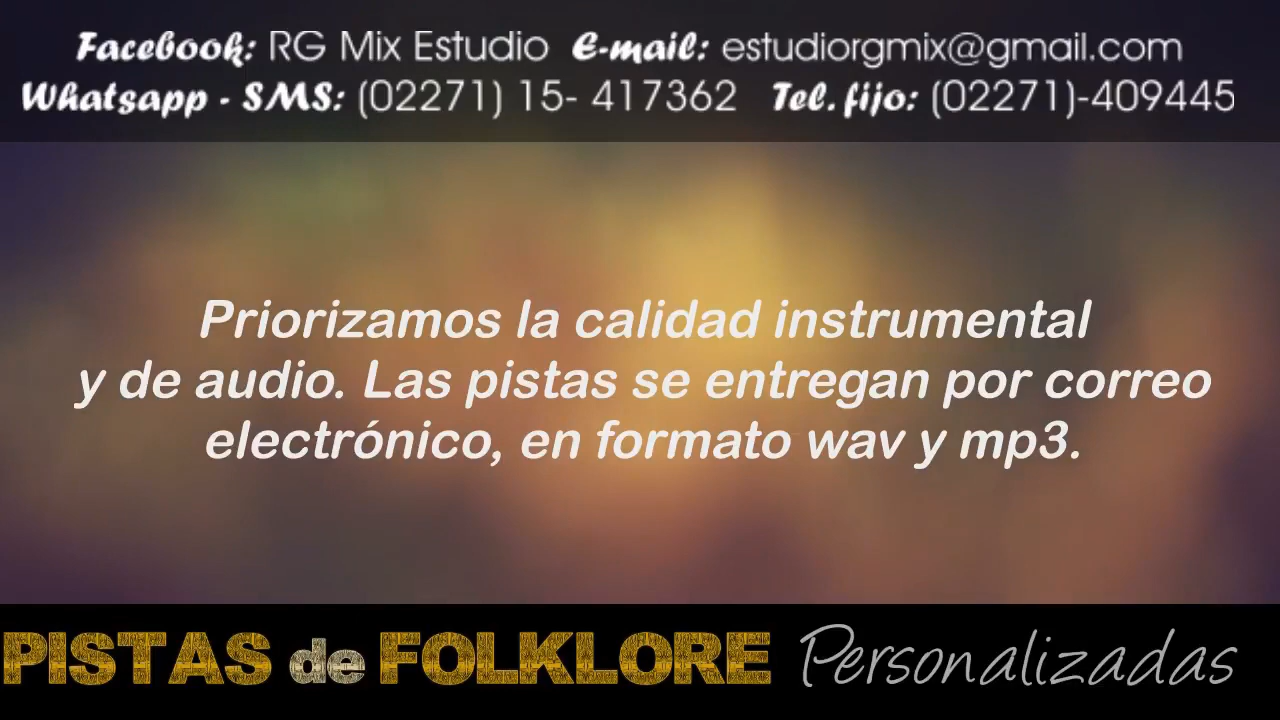 Facebook: RG Mix Estudio E-mail: estudiorgmix@gmail.com
Whatsapp - SMS: (02271) 15- 417362 Tel. fijo: (02271)-409445
Priorizamos la calidad instrumental
y de audio. Las pistas se entregan por correo
electrónico, en formato wav y mp3.
PISTAS de FOLKLORE Personalizadas